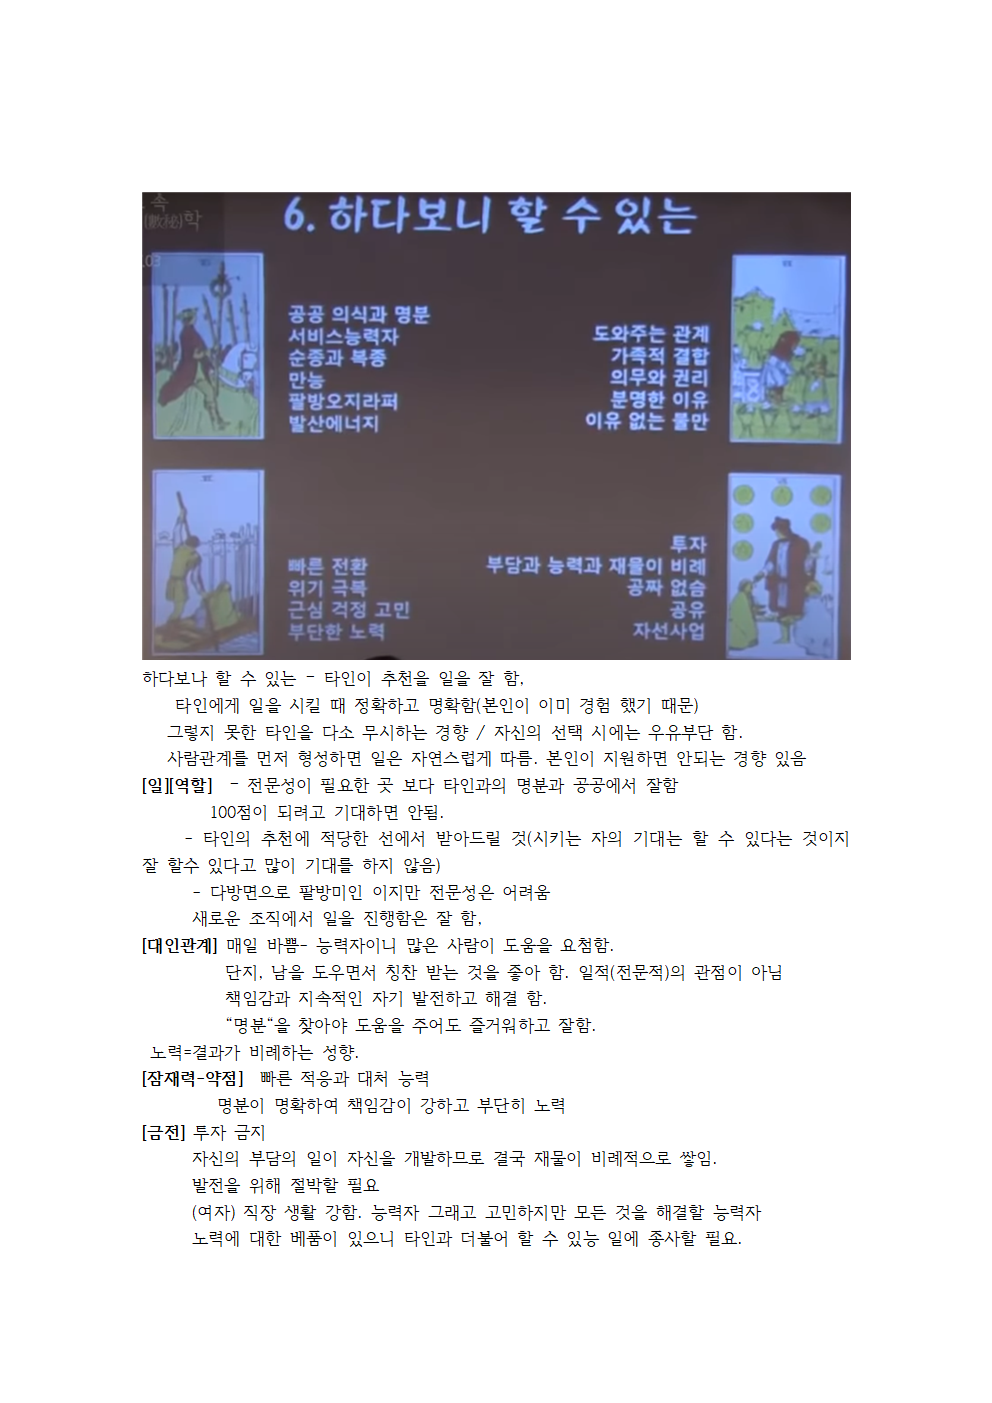 속
(數秘)학
.03
6. 하다보니 할 수 있는
공공 의식과 명분
서비스능력자
순종과 복종
만능
팔방오지라퍼
발산에너지
도와주는 관계
가족적 결합
의무와 권리
분명한 이유
이유 없는 불만
빠른 전환
위기 극복
근심 걱정 고민
부단한 노력
투자
부담과 능력과 재물이 비례
공짜 없슴
공유
자선사업
하다보나 할 수 있는 - 타인이 추천을 일을 잘 함,
타인에게 일을 시킬 때 정확하고 명확함(본인이 이미 경험 했기 때문)
그렇지 못한 타인을 다소 무시하는 경향 / 자신의 선택 시에는 우유부단 함.
사람관계를 먼저 형성하면 일은 자연스럽게 따름. 본인이 지원하면 안되는 경향 있음
[일][역할] - 전문성이 필요한 곳 보다 타인과의 명분과 공공에서 잘함
100점이 되려고 기대하면 안됨.
- 타인의 추천에 적당한 선에서 받아드릴 것(시키는 자의 기대는 할 수 있다는 것이지
잘 할수 있다고 많이 기대를 하지 않음)
- 다방면으로 팔방미인 이지만 전문성은 어려움
새로운 조직에서 일을 진행함은 잘 함,
[대인관계] 매일 바쁨- 능력자이니 많은 사람이 도움을 요첨함.
단지, 남을 도우면서 칭찬 받는 것을 좋아 함. 일적(전문적)의 관점이 아님
책임감과 지속적인 자기 발전하고 해결 함.
“명분“을 찾아야 도움을 주어도 즐거워하고 잘함.
노력=결과가 비례하는 성향.
[잠재력-약점] 빠른 적응과 대처 능력
명분이 명확하여 책임감이 강하고 부단히 노력
[금전] 투자 금지
자신의 부담의 일이 자신을 개발하므로 결국 재물이 비례적으로 쌓임.
발전을 위해 절박할 필요
(여자) 직장 생활 강함. 능력자 그래고 고민하지만 모든 것을 해결할 능력자
노력에 대한 베품이 있으니 타인과 더불어 할 수 있능 일에 종사할 필요.